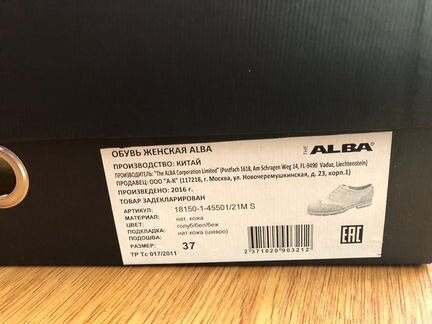 ОБУВЬ ЖЕНСКАЯ ALBA
THE ALBA
ПРОИЗВОДСТВО: КИТАЙ
ПРОИЗВОДИТЕЛЬ: "The ALBA Corporation Limited" (Postfach 1618, Am Schragen Weg 14, FL-9490 Vaduz, Liechtenstein)
ПРОДАВЕЦ: ООО "А-К" (117218, г. Москва, ул. Новочеремушкинская, д. 23, корп.1)
ПРОИЗВЕДЕНО: 2016 г.
ТОВАР ЗАДЕКЛАРИРОВАН
АРТИКУЛ: 18150-1-45501/21M S
МАТЕРИАЛ: нат. кожа
ЦВЕТ: голуб/бел/беж
ПОДКЛАДКА: нат. кожа (шевро)
ПОДОШВА:
РАЗМЕР: 37
ТР Тс 017/2011
2371020903212
EAC